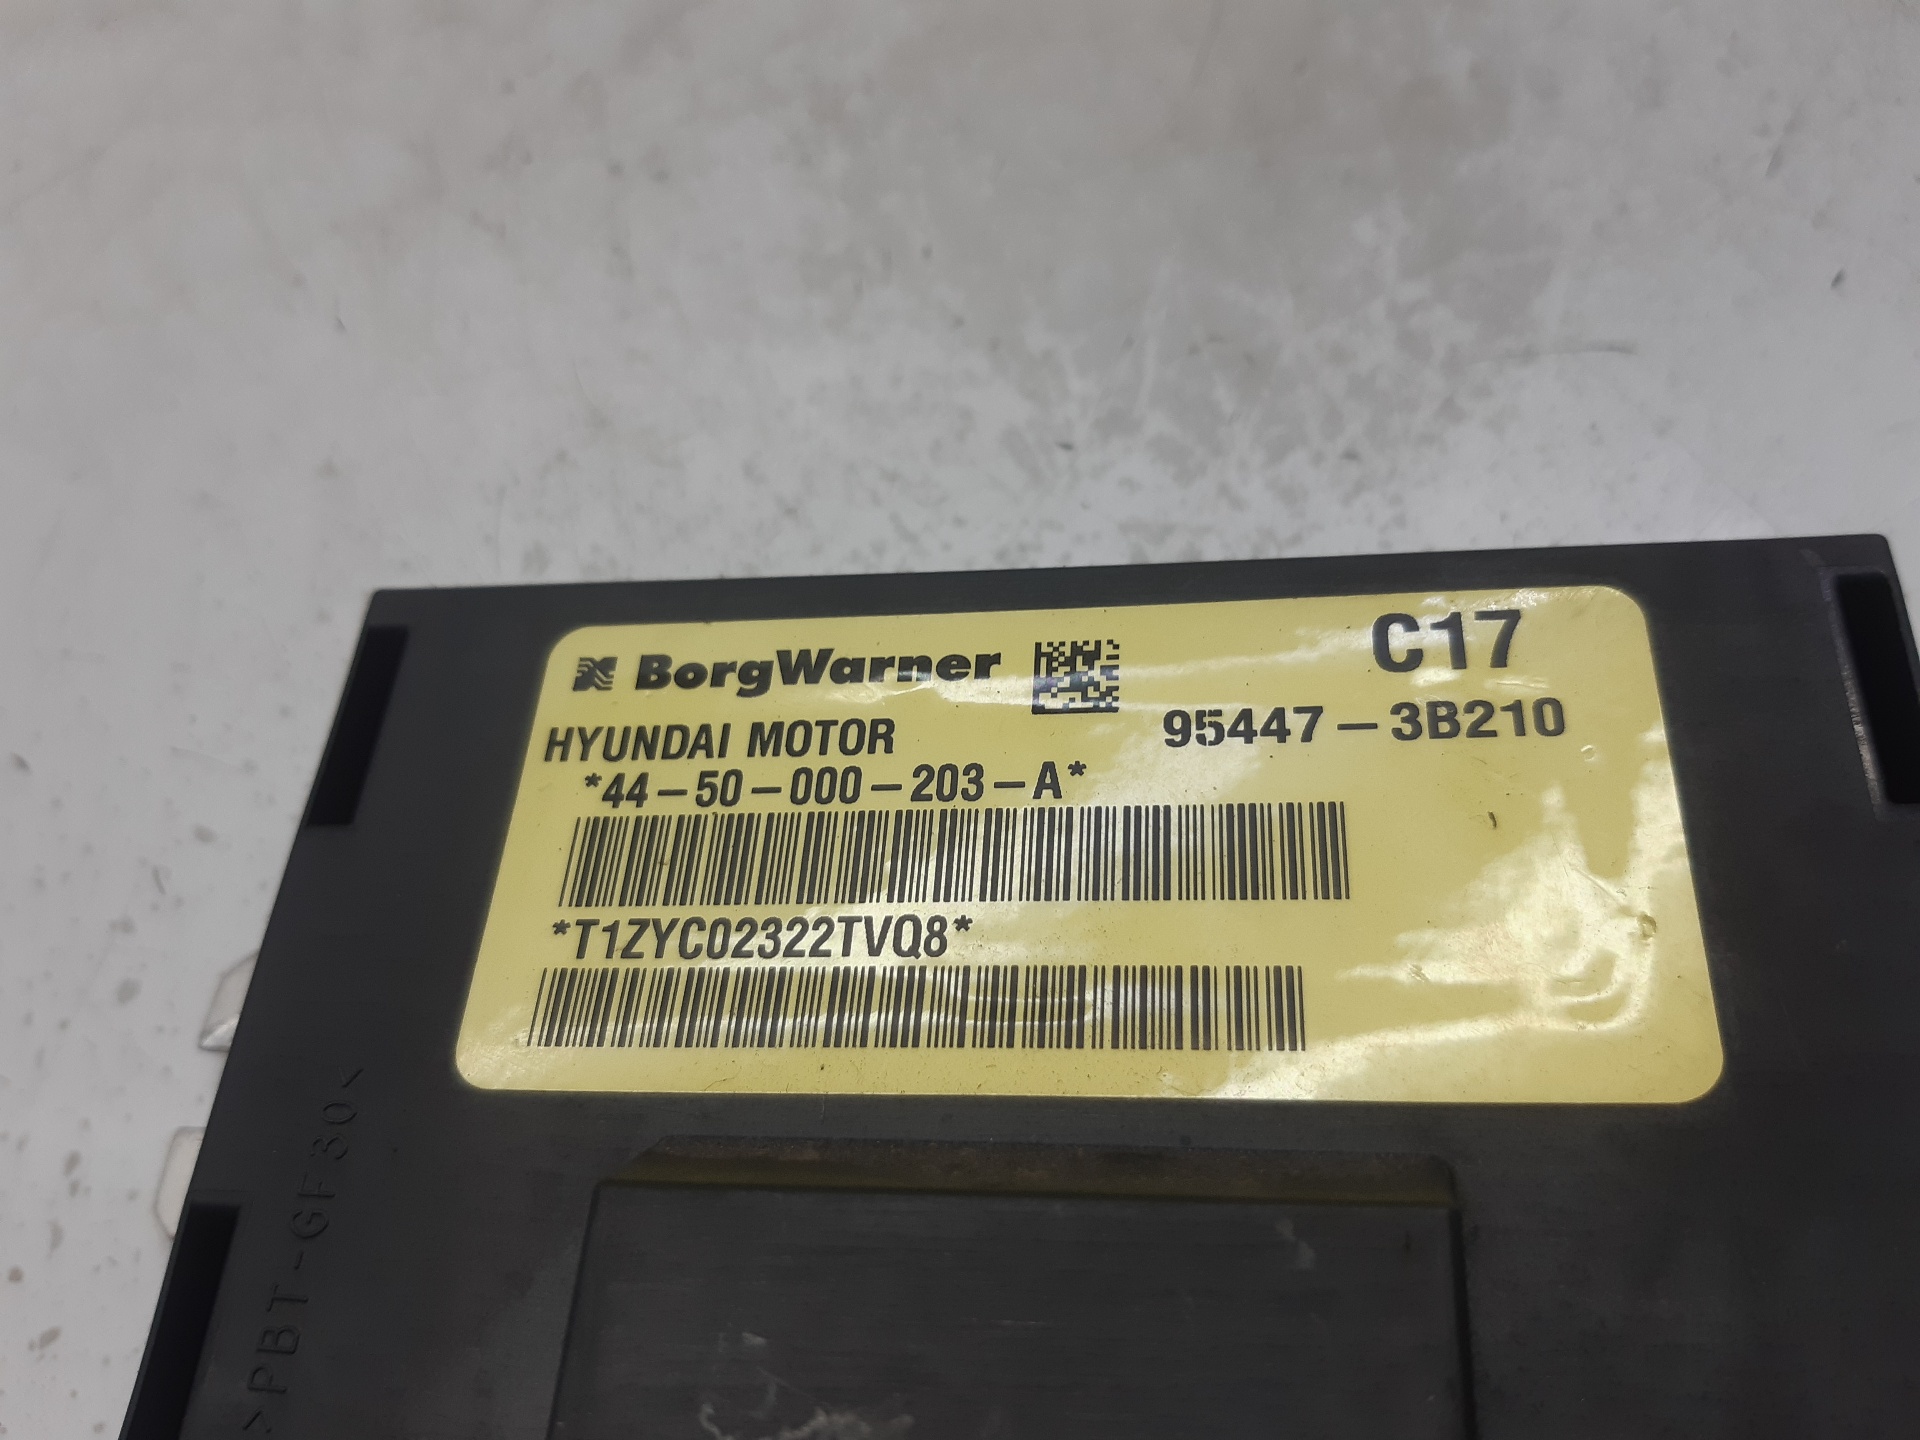 BorgWarner
C17
HYUNDAI MOTOR
95447-3B210
*44-50-000-203-A*
*T1ZYC02322TVQ8*
>PBT-GF30<